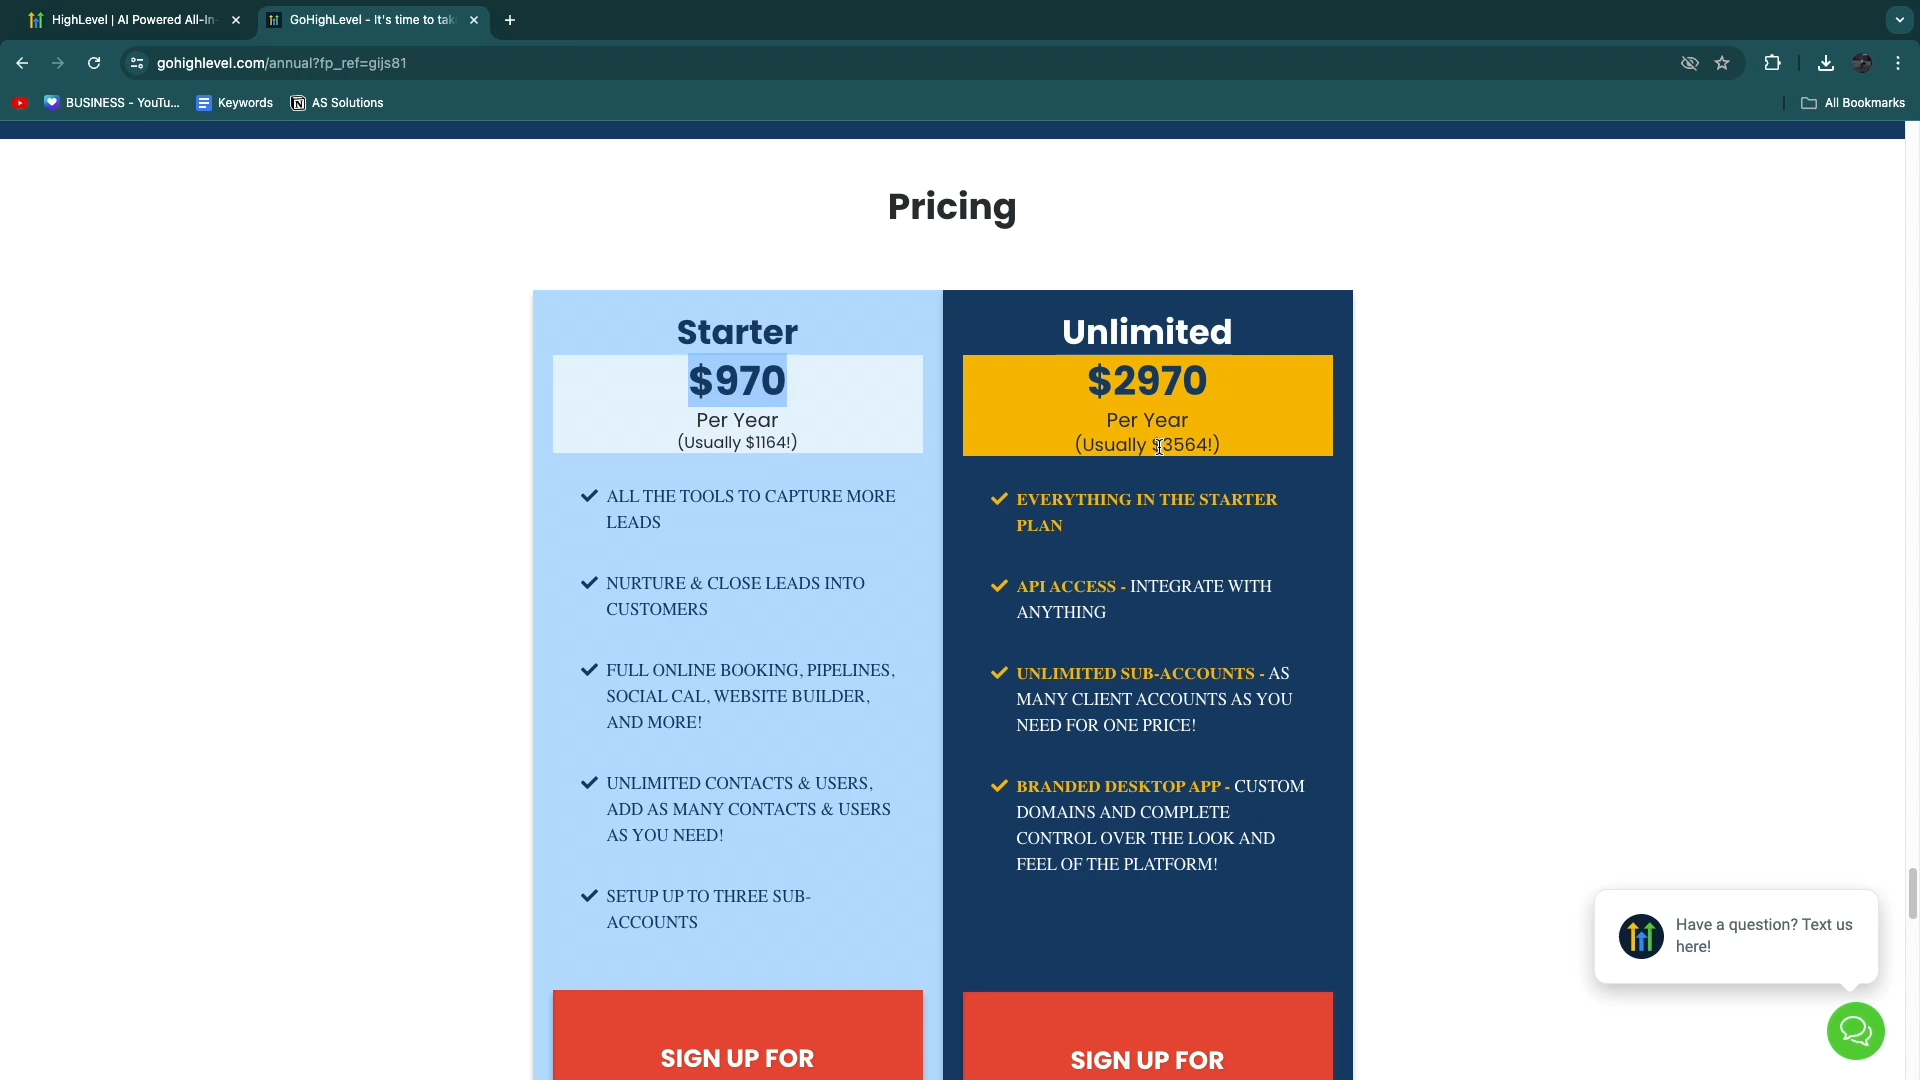 HighLevel | AI Powered All-In-
GoHighLevel - It's time to tak
gohighlevel.com/annual?fp_ref=gijs81
BUSINESS - YouTu...
Keywords
AS Solutions
All Bookmarks
Pricing
Starter
$970
Per Year
(Usually $1164!)
ALL THE TOOLS TO CAPTURE MORE
LEADS
NURTURE & CLOSE LEADS INTO
CUSTOMERS
FULL ONLINE BOOKING, PIPELINES,
SOCIAL CAL, WEBSITE BUILDER,
AND MORE!
UNLIMITED CONTACTS & USERS,
ADD AS MANY CONTACTS & USERS
AS YOU NEED!
SETUP UP TO THREE SUB-
ACCOUNTS
SIGN UP FOR
Unlimited
$2970
Per Year
(Usually $3564!)
EVERYTHING IN THE STARTER
PLAN
API ACCESS - INTEGRATE WITH
ANYTHING
UNLIMITED SUB-ACCOUNTS - AS
MANY CLIENT ACCOUNTS AS YOU
NEED FOR ONE PRICE!
BRANDED DESKTOP APP - CUSTOM
DOMAINS AND COMPLETE
CONTROL OVER THE LOOK AND
FEEL OF THE PLATFORM!
SIGN UP FOR
Have a question? Text us
here!